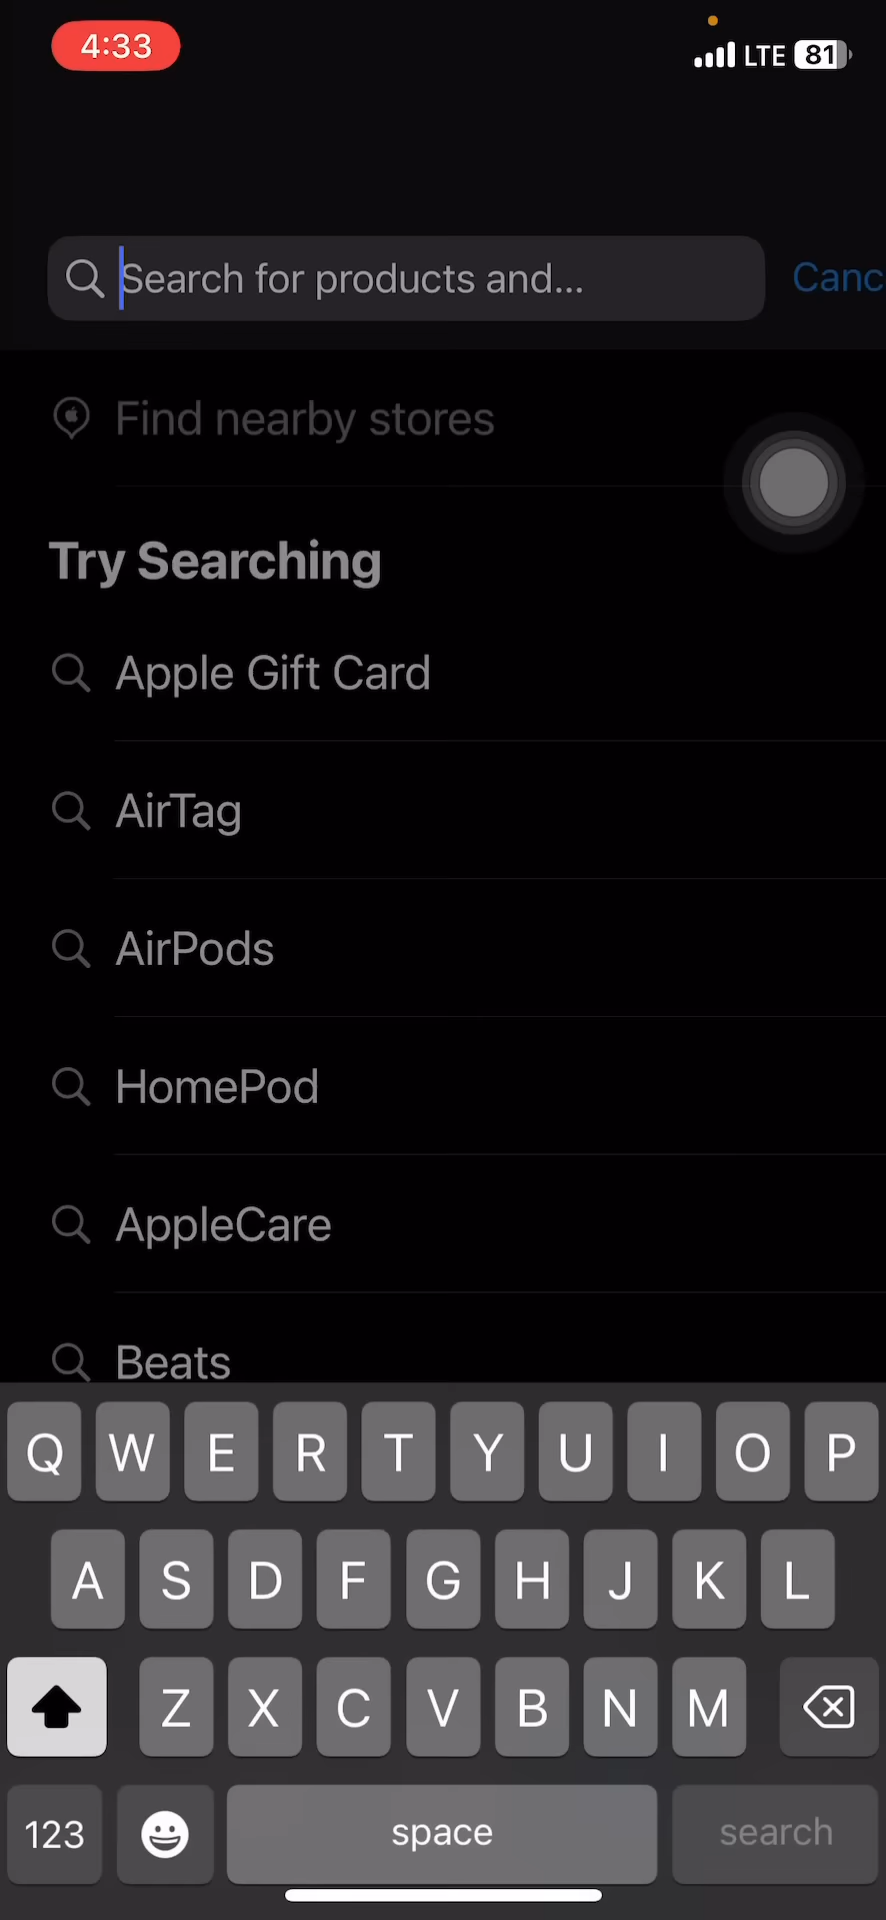 4:33
LTE 81
Search for products and...
Canc
Find nearby stores
Try Searching
Apple Gift Card
AirTag
AirPods
HomePod
AppleCare
Beats
Q W E R T Y U I O P
A S D F G H J K L
Z X C V B N M
123 space search